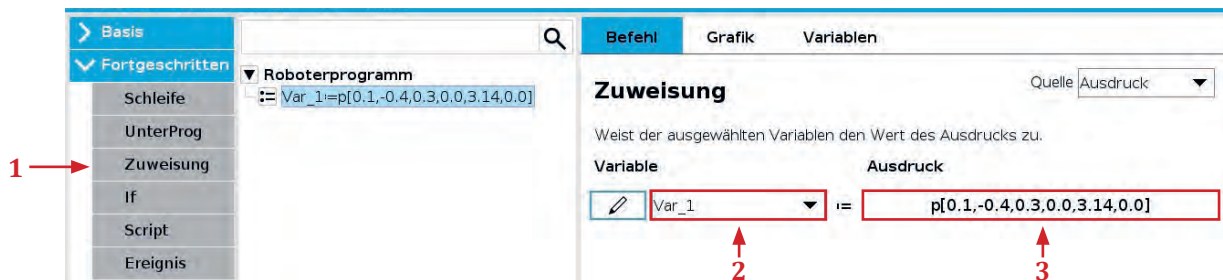 Basis
Fortgeschritten
Schleife
UnterProg
Zuweisung
If
Script
Ereignis
1
Roboterprogramm
Var_1≔p[0.1,-0.4,0.3,0.0,3.14,0.0]
Befehl Grafik Variablen
Zuweisung
Quelle Ausdruck
Weist der ausgewählten Variablen den Wert des Ausdrucks zu.
Variable Ausdruck
Var_1 ≔ p[0.1,-0.4,0.3,0.0,3.14,0.0]
2 3